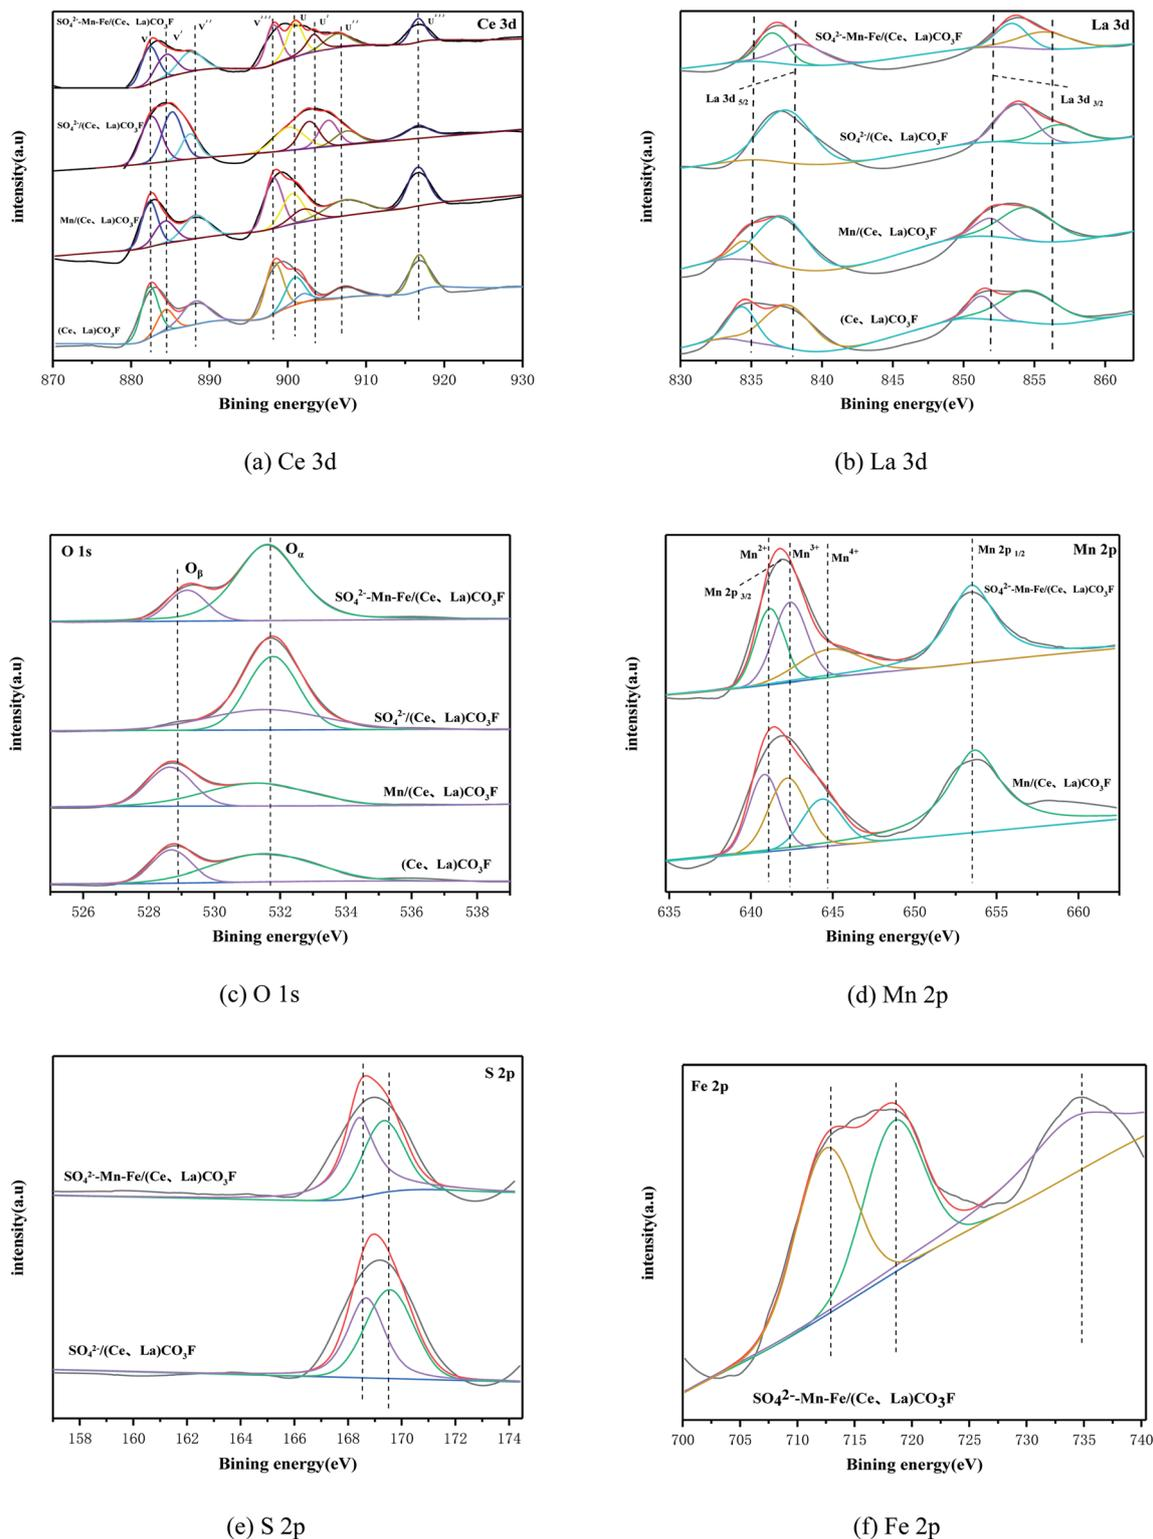 Ce 3d
SO₄²⁻-Mn-Fe/(Ce、La)CO₃F
V V′ V′′ V′′′ U U′ U′′ U′′′
SO₄²⁻/(Ce、La)CO₃F
Mn/(Ce、La)CO₃F
(Ce、La)CO₃F
intensity(a.u)
870 880 890 900 910 920 930
Bining energy(eV)
(a) Ce 3d
La 3d
SO₄²⁻-Mn-Fe/(Ce、La)CO₃F
La 3d ₅/₂
La 3d ₃/₂
SO₄²⁻/(Ce、La)CO₃F
Mn/(Ce、La)CO₃F
(Ce、La)CO₃F
intensity(a.u)
830 835 840 845 850 855 860
Bining energy(eV)
(b) La 3d
O 1s
Oα
Oβ
SO₄²⁻-Mn-Fe/(Ce、La)CO₃F
SO₄²⁻/(Ce、La)CO₃F
Mn/(Ce、La)CO₃F
(Ce、La)CO₃F
intensity(a.u)
526 528 530 532 534 536 538
Bining energy(eV)
(c) O 1s
Mn 2p
Mn²⁺ Mn³⁺ Mn⁴⁺
Mn 2p ₁/₂
Mn 2p ₃/₂
SO₄²⁻-Mn-Fe/(Ce、La)CO₃F
Mn/(Ce、La)CO₃F
intensity(a.u)
635 640 645 650 655 660
Bining energy(eV)
(d) Mn 2p
S 2p
SO₄²⁻-Mn-Fe/(Ce、La)CO₃F
SO₄²⁻/(Ce、La)CO₃F
intensity(a.u)
158 160 162 164 166 168 170 172 174
Bining energy(eV)
(e) S 2p
Fe 2p
SO4²⁻-Mn-Fe/(Ce、La)CO3F
intensity(a.u)
700 705 710 715 720 725 730 735 740
Bining energy(eV)
(f) Fe 2p